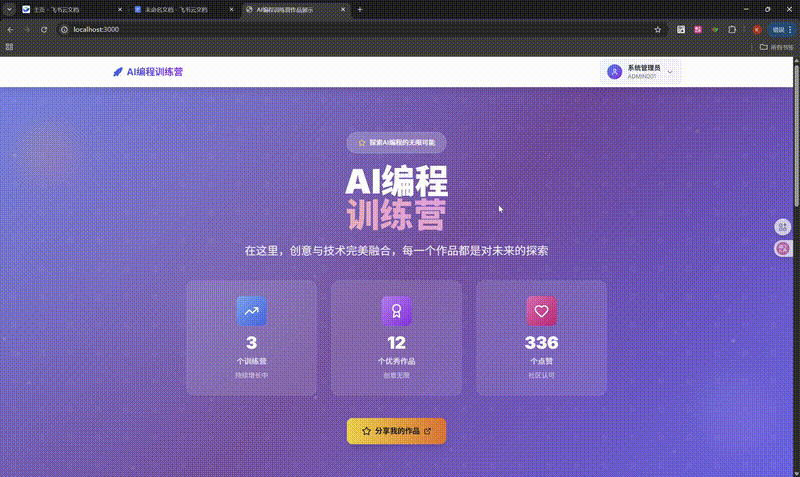 主页 - 飞书云文档
未命名文档 - 飞书云文档
AI编程训练营作品展示
localhost:3000
错误
所有书签
AI编程训练营
系统管理员
ADMIN001
探索AI编程的无限可能
AI编程
训练营
在这里，创意与技术完美融合，每一个作品都是对未来的探索
3
个训练营
持续增长中
12
个优秀作品
创意无限
336
个点赞
社区认可
分享我的作品